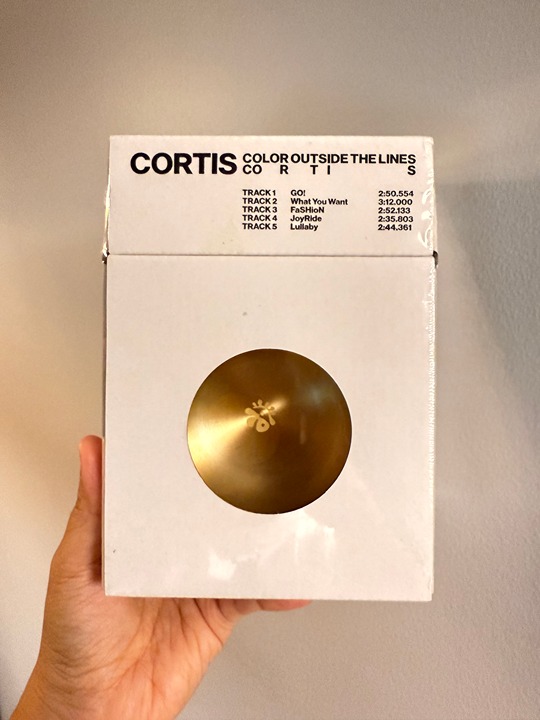 CORTIS COLOR OUTSIDE THE LINES
CO R T I S
TRACK 1 GO! 2:50.554
TRACK 2 What You Want 3:12.000
TRACK 3 FaSHioN 2:52.133
TRACK 4 JoyRide 2:35.803
TRACK 5 Lullaby 2:44.361